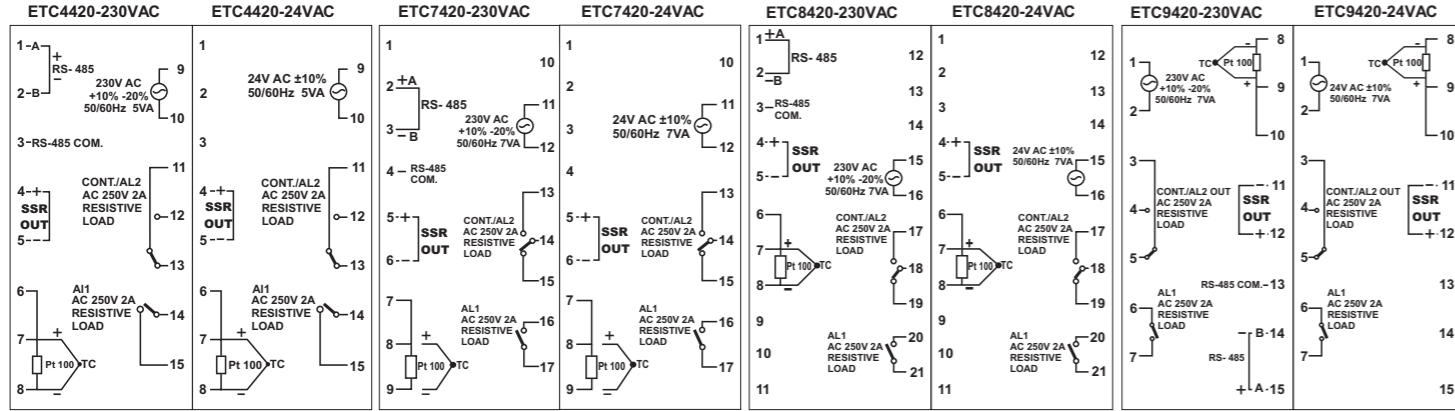 ETC4420-230VAC
1 -A-
+
RS- 485
−
2 -B-
3 -RS-485 COM.
4 - +
SSR
OUT
5 - −
6
7
+
Pt 100
TC
8
−
9
230V AC
+10% -20%
50/60Hz 5VA
10
11
CONT./AL2
AC 250V 2A
RESISTIVE
LOAD
12
13
Al1
AC 250V 2A
RESISTIVE
LOAD
14
15
ETC4420-24VAC
1
2
3
4 - +
SSR
OUT
5 - −
6
7
+
Pt 100
TC
8
−
9
24V AC ±10%
50/60Hz 5VA
10
11
CONT./AL2
AC 250V 2A
RESISTIVE
LOAD
12
13
Al1
AC 250V 2A
RESISTIVE
LOAD
14
15
ETC7420-230VAC
1
2
+A
RS- 485
3
− B
4 – RS-485
COM.
5 - +
SSR
OUT
6 - −
7
8
+
Pt 100
TC
9
−
10
11
230V AC
+10% -20%
50/60Hz 7VA
12
13
CONT./AL2
AC 250V 2A
RESISTIVE
LOAD
14
15
AL1
AC 250V 2A
RESISTIVE
LOAD
16
17
ETC7420-24VAC
1
2
3
4
5 - +
SSR
OUT
6 - −
7
8
+
Pt 100
TC
9
−
10
11
24V AC ±10%
50/60Hz 7VA
12
13
CONT./AL2
AC 250V 2A
RESISTIVE
LOAD
14
15
AL1
AC 250V 2A
RESISTIVE
LOAD
16
17
ETC8420-230VAC
1
+A
RS- 485
2
−B
3 –RS-485
COM.
4 - +
SSR
OUT
5 - −
6
7
+
Pt 100
TC
8
−
9
10
11
12
13
14
15
230V AC
+10% -20%
50/60Hz 7VA
16
CONT./AL2
AC 250V 2A
RESISTIVE
LOAD
17
18
19
AL1
AC 250V 2A
RESISTIVE
LOAD
20
21
ETC8420-24VAC
1
2
3
4 - +
SSR
OUT
5 - −
6
7
+
Pt 100
TC
8
−
9
10
11
12
13
14
24V AC ±10%
50/60Hz 7VA
15
16
CONT./AL2
AC 250V 2A
RESISTIVE
LOAD
17
18
19
AL1
AC 250V 2A
RESISTIVE
LOAD
20
21
ETC9420-230VAC
1
230V AC
+10% -20%
50/60Hz 7VA
2
3
CONT./AL2 OUT
AC 250V 2A
RESISTIVE
LOAD
4
5
6
AL1
AC 250V 2A
RESISTIVE
LOAD
7
− 8
TC
Pt 100
+ 9
10
− 11
SSR
OUT
+ 12
RS-485 COM.- 13
− B- 14
RS- 485
+ A- 15
ETC9420-24VAC
1
24V AC ±10%
50/60Hz 7VA
2
3
CONT./AL2 OUT
AC 250V 2A
RESISTIVE
LOAD
4
5
6
AL1
AC 250V 2A
RESISTIVE
LOAD
7
− 8
TC
Pt 100
+ 9
10
− 11
SSR
OUT
+ 12
13
14
15